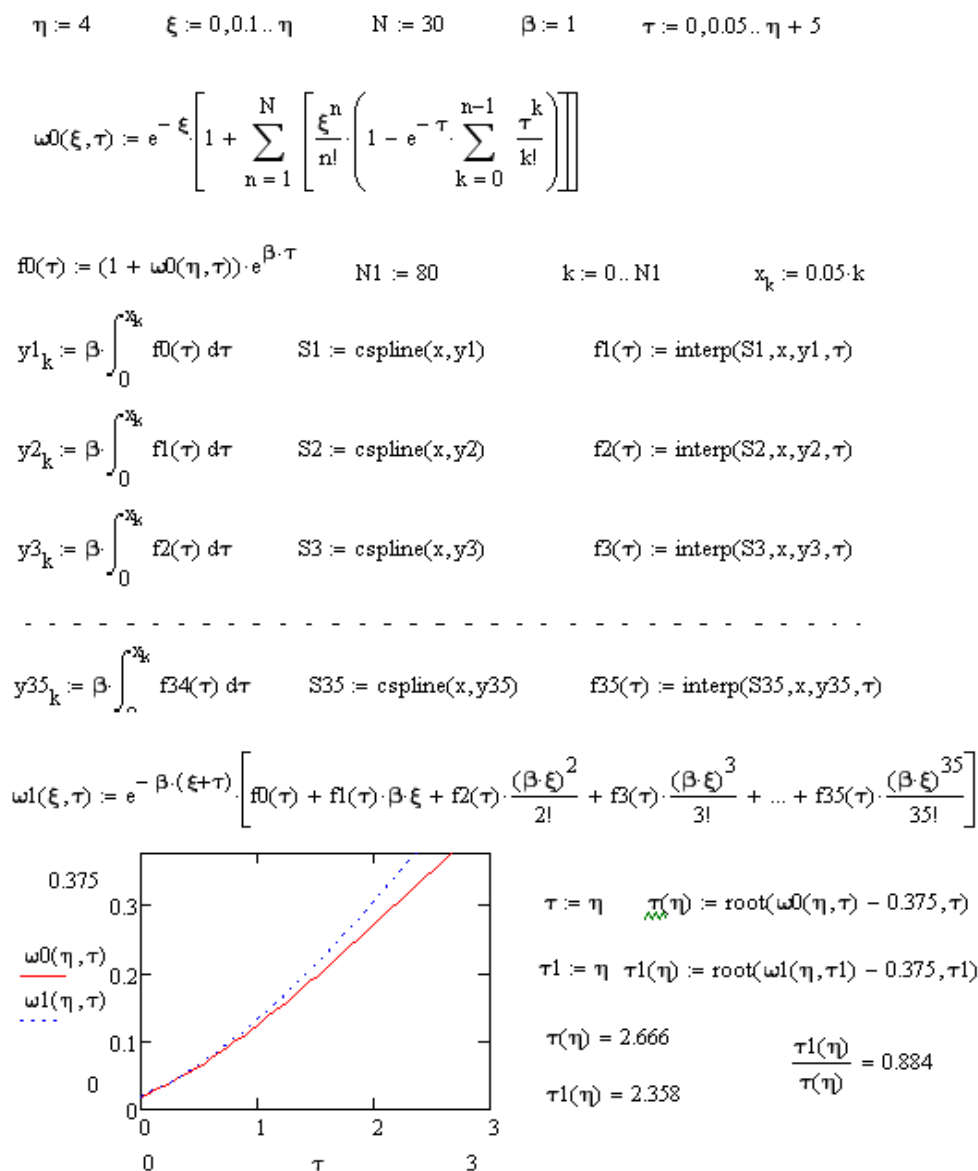 η := 4 ξ := 0,0.1.. η N := 30 β := 1 τ := 0,0.05.. η + 5
ω0(ξ,τ) := e^(- ξ)·[1 + ∑_(n = 1)^N [ξ^n/n!·(1 - e^(- τ)·∑_(k = 0)^(n-1) τ^k/k!)]]
f0(τ) := (1 + ω0(η,τ))·e^(β·τ) N1 := 80 k := 0.. N1 x_k := 0.05·k
y1_k := β·∫_0^(x_k) f0(τ) dτ S1 := cspline(x,y1) f1(τ) := interp(S1,x,y1,τ)
y2_k := β·∫_0^(x_k) f1(τ) dτ S2 := cspline(x,y2) f2(τ) := interp(S2,x,y2,τ)
y3_k := β·∫_0^(x_k) f2(τ) dτ S3 := cspline(x,y3) f3(τ) := interp(S3,x,y3,τ)
- - - - - - - - - - - - - - - - - - - - - - - - - - - - - - - -
y35_k := β·∫_0^(x_k) f34(τ) dτ S35 := cspline(x,y35) f35(τ) := interp(S35,x,y35,τ)
ω1(ξ,τ) := e^(- β·(ξ+τ))·[f0(τ) + f1(τ)·β·ξ + f2(τ)·(β·ξ)^2/2! + f3(τ)·(β·ξ)^3/3! + ... + f35(τ)·(β·ξ)^35/35!]
0.375
0.3
ω0(η,τ)
0.2
ω1(η,τ)
0.1
0
0
0 1 2 3
0 τ 3
τ := η τ(η) := root(ω0(η,τ) - 0.375,τ)
τ1 := η τ1(η) := root(ω1(η,τ1) - 0.375,τ1)
τ(η) = 2.666
τ1(η) = 2.358
τ1(η)/τ(η) = 0.884